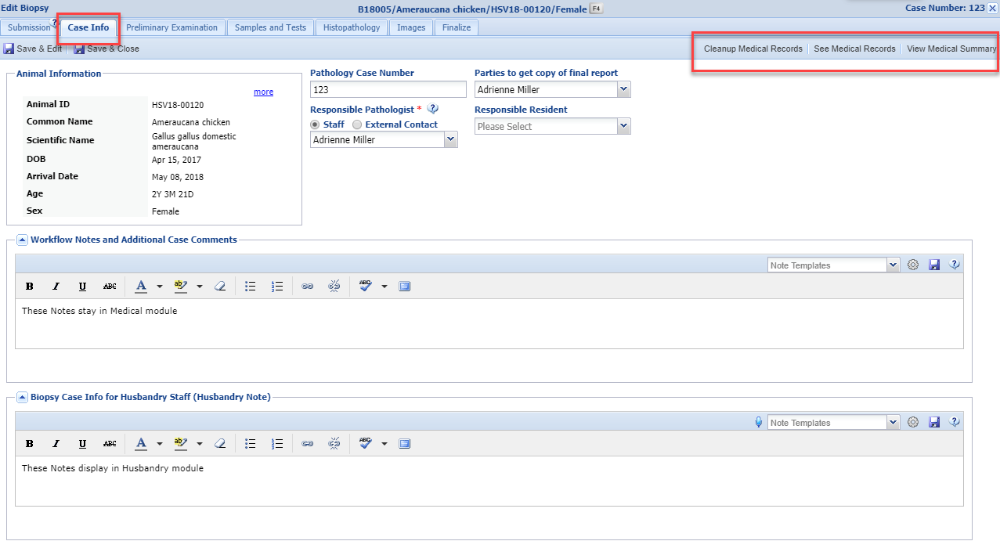 Edit Biopsy
B18005/Ameraucana chicken/HSV18-00120/Female F4
Case Number: 123
Submission ?
Case Info
Preliminary Examination
Samples and Tests
Histopathology
Images
Finalize
Save & Edit
Save & Close
Cleanup Medical Records
See Medical Records
View Medical Summary
Animal Information
more
Animal ID HSV18-00120
Common Name Ameraucana chicken
Scientific Name Gallus gallus domestic
ameraucana
DOB Apr 15, 2017
Arrival Date May 08, 2018
Age 2Y 3M 21D
Sex Female
Pathology Case Number
123
Parties to get copy of final report
Adrienne Miller
Responsible Pathologist * ?
Staff External Contact
Adrienne Miller
Responsible Resident
Please Select
Workflow Notes and Additional Case Comments
Note Templates ?
B I U ABC A ab ABC
These Notes stay in Medical module
Biopsy Case Info for Husbandry Staff (Husbandry Note)
Note Templates ?
B I U ABC A ab ABC
These Notes display in Husbandry module